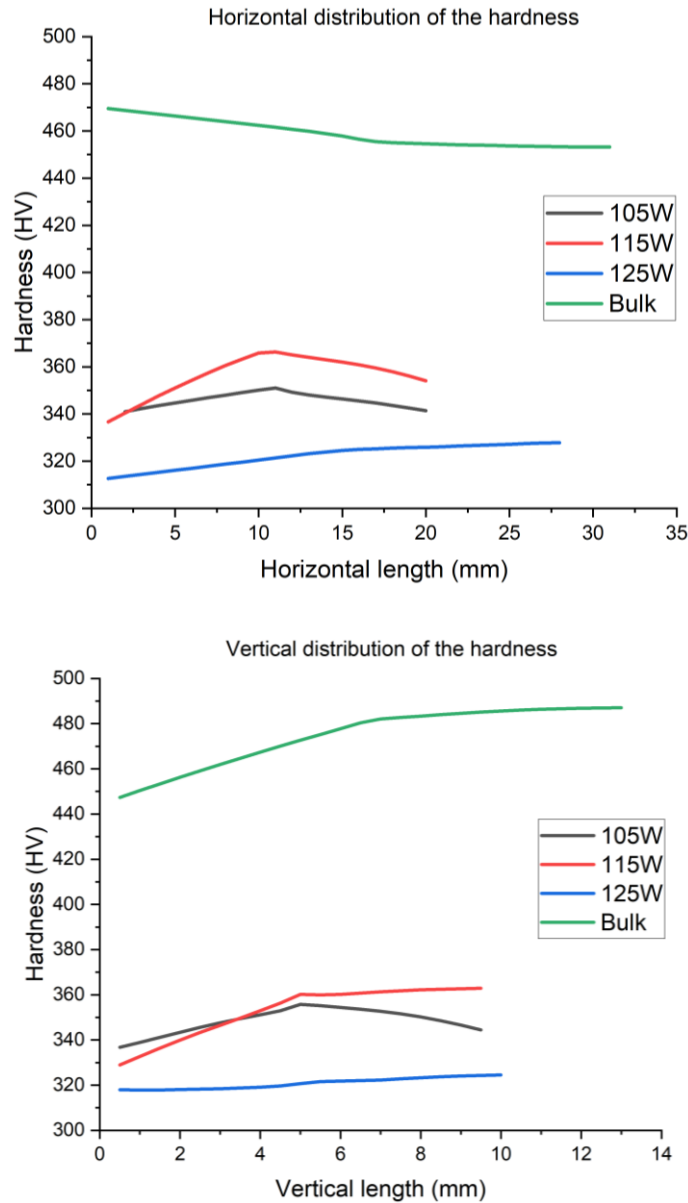 Horizontal distribution of the hardness
500
480
460
440
420
400
380
360
340
320
300
Hardness (HV)
105W
115W
125W
Bulk
0 5 10 15 20 25 30 35
Horizontal length (mm)
Vertical distribution of the hardness
500
480
460
440
420
400
380
360
340
320
300
Hardness (HV)
105W
115W
125W
Bulk
0 2 4 6 8 10 12 14
Vertical length (mm)